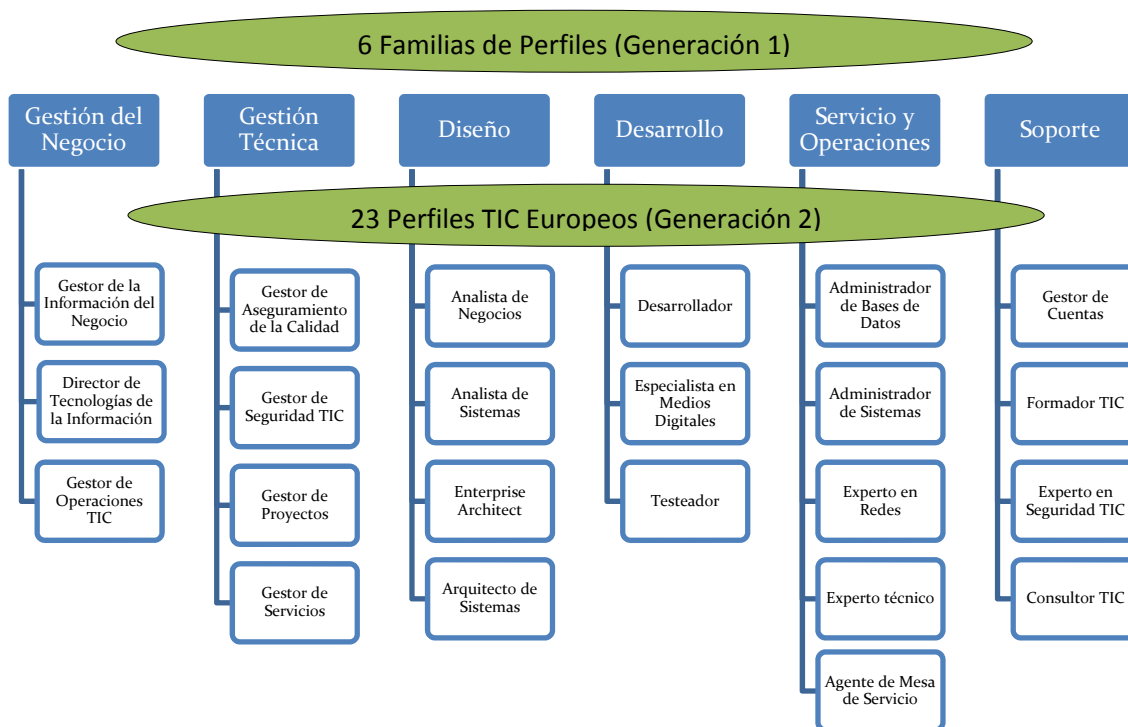 6 Familias de Perfiles (Generación 1)
Gestión del
Negocio
Gestión
Técnica
Diseño
Desarrollo
Servicio y
Operaciones
Soporte
23 Perfiles TIC Europeos (Generación 2)
Gestor de la
Información del
Negocio
Director de
Tecnologías de
la Información
Gestor de
Operaciones
TIC
Gestor de
Aseguramiento
de la Calidad
Gestor de
Seguridad TIC
Gestor de
Proyectos
Gestor de
Servicios
Analista de
Negocios
Analista de
Sistemas
Enterprise
Architect
Arquitecto de
Sistemas
Desarrollador
Especialista en
Medios
Digitales
Testeador
Administrador
de Bases de
Datos
Administrador
de Sistemas
Experto en
Redes
Experto técnico
Agente de Mesa
de Servicio
Gestor de
Cuentas
Formador TIC
Experto en
Seguridad TIC
Consultor TIC